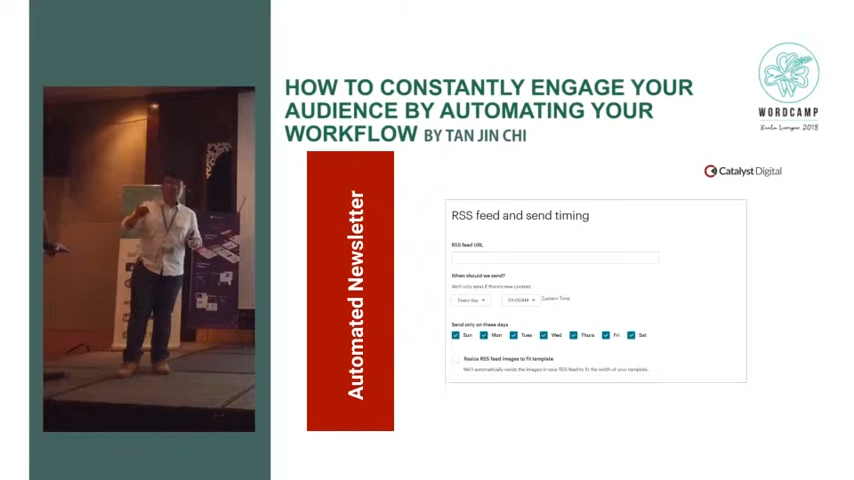 HOW TO CONSTANTLY ENGAGE YOUR
AUDIENCE BY AUTOMATING YOUR
WORKFLOW BY TAN JIN CHI
WORDCAMP
Kuala Lumpur 2018
Catalyst Digital
Automated Newsletter
RSS feed and send timing
RSS feed URL
When should we send?
We'll only send if there's new content.
Every day
Eastern Time
Send only on these days
Sun Mon Tues Wed Thurs Fri Sat
Resize RSS feed images to fit template
We'll automatically resize the images in your RSS feed to fit the width of your template.